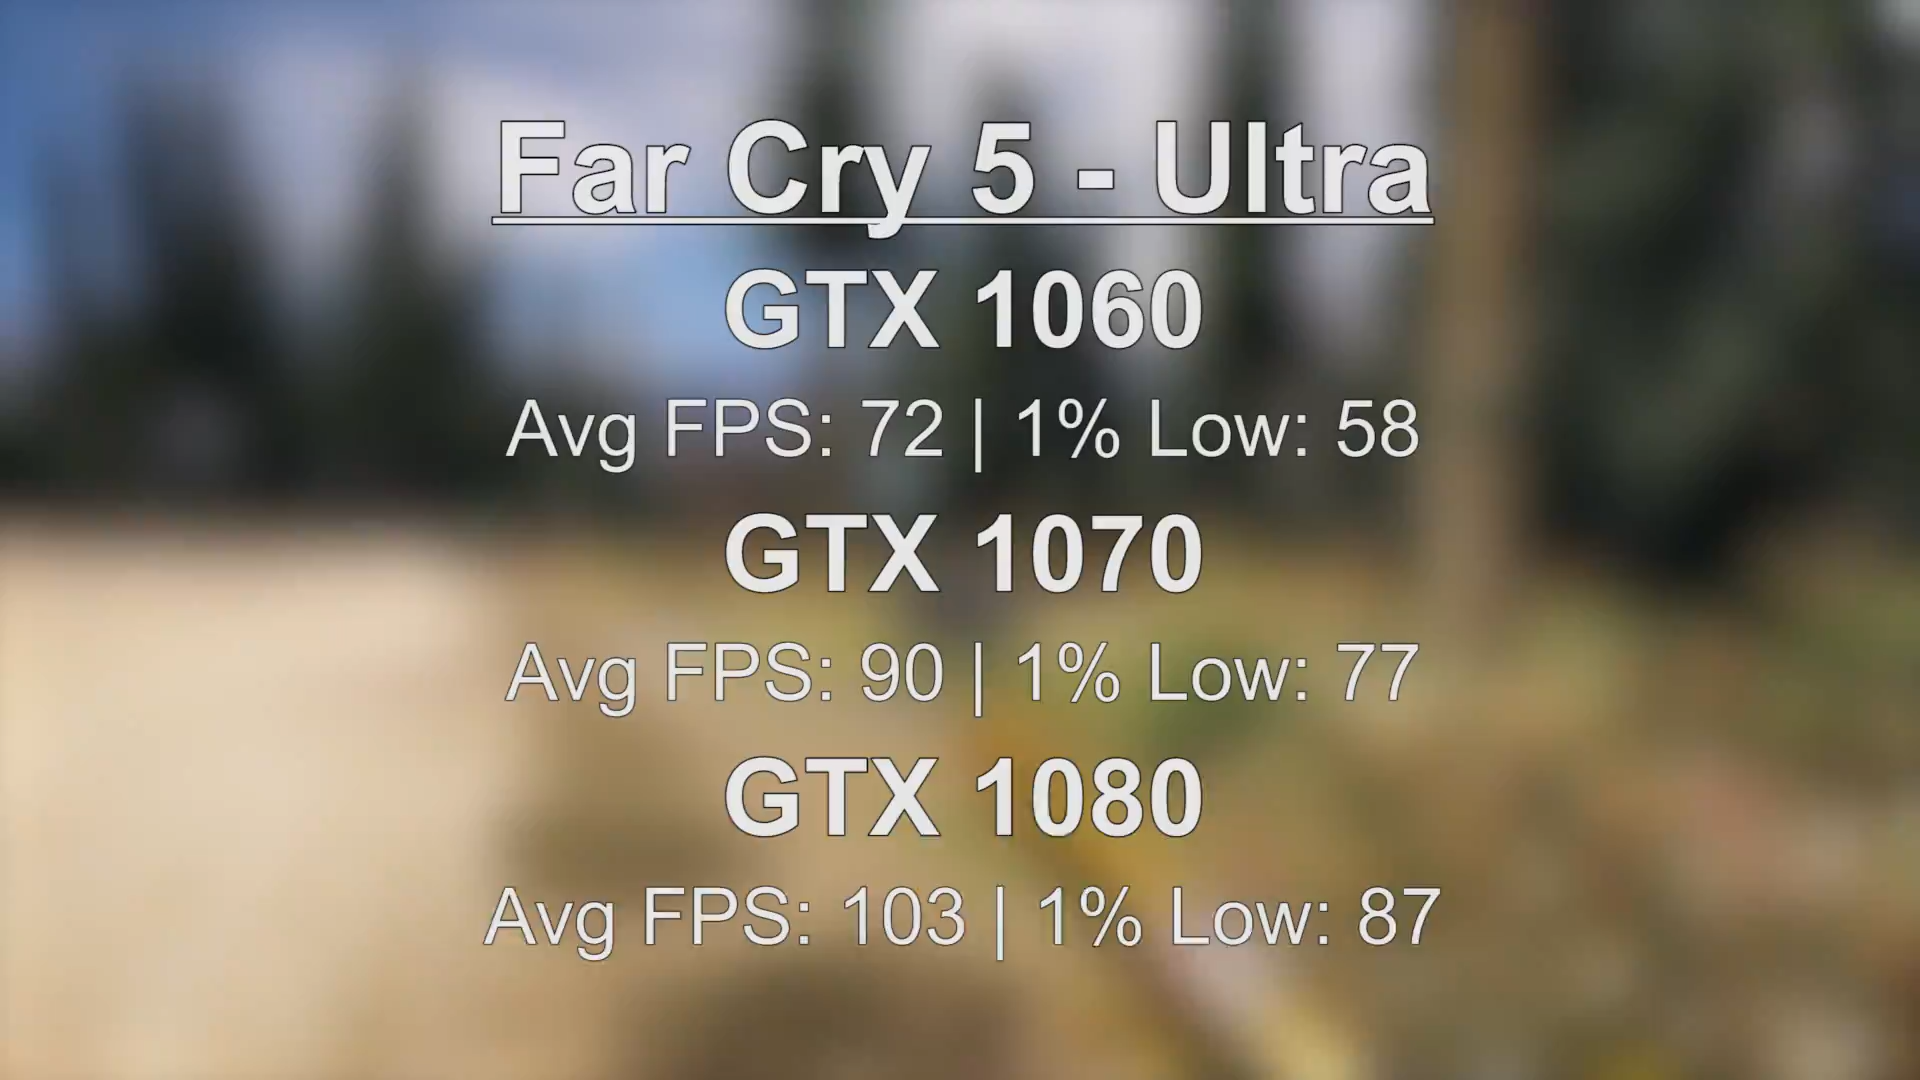 Far Cry 5 - Ultra
GTX 1060
Avg FPS: 72 | 1% Low: 58
GTX 1070
Avg FPS: 90 | 1% Low: 77
GTX 1080
Avg FPS: 103 | 1% Low: 87